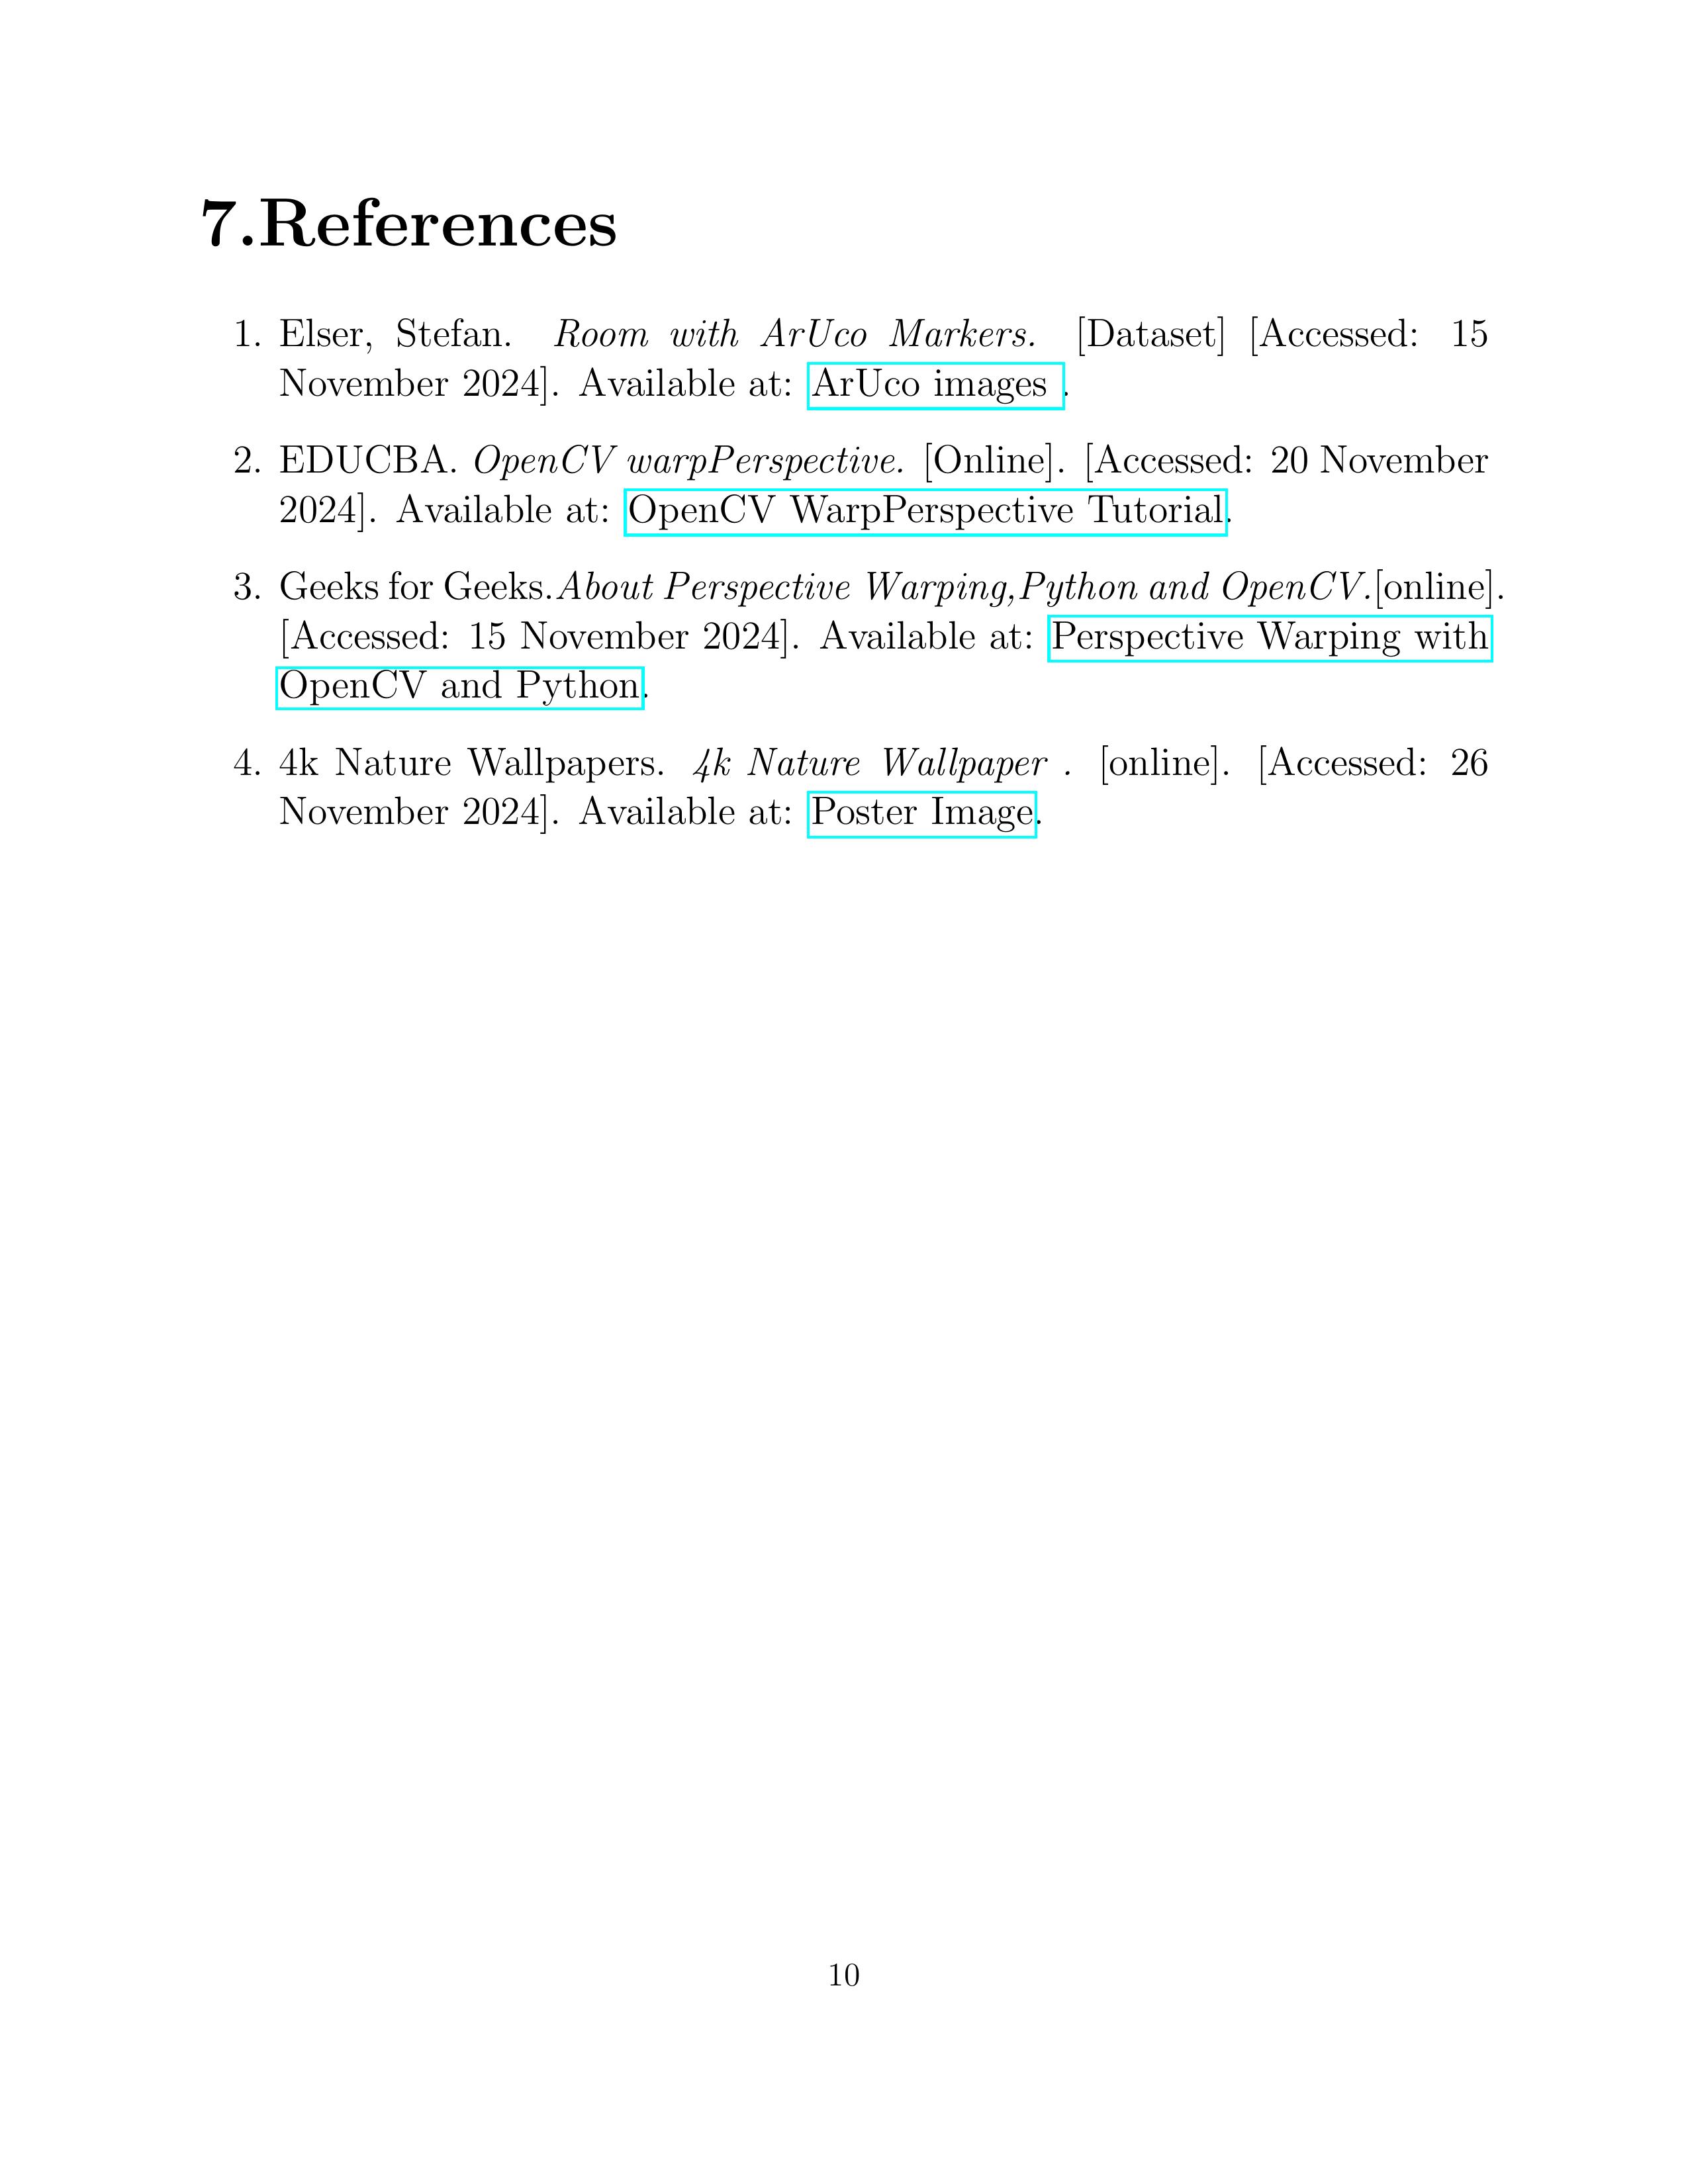 7.References
1. Elser, Stefan. Room with ArUco Markers. [Dataset] [Accessed: 15
November 2024]. Available at: ArUco images .
2. EDUCBA. OpenCV warpPerspective. [Online]. [Accessed: 20 November
2024]. Available at: OpenCV WarpPerspective Tutorial.
3. Geeks for Geeks.About Perspective Warping,Python and OpenCV.[online].
[Accessed: 15 November 2024]. Available at: Perspective Warping with
OpenCV and Python.
4. 4k Nature Wallpapers. 4k Nature Wallpaper . [online]. [Accessed: 26
November 2024]. Available at: Poster Image.
10